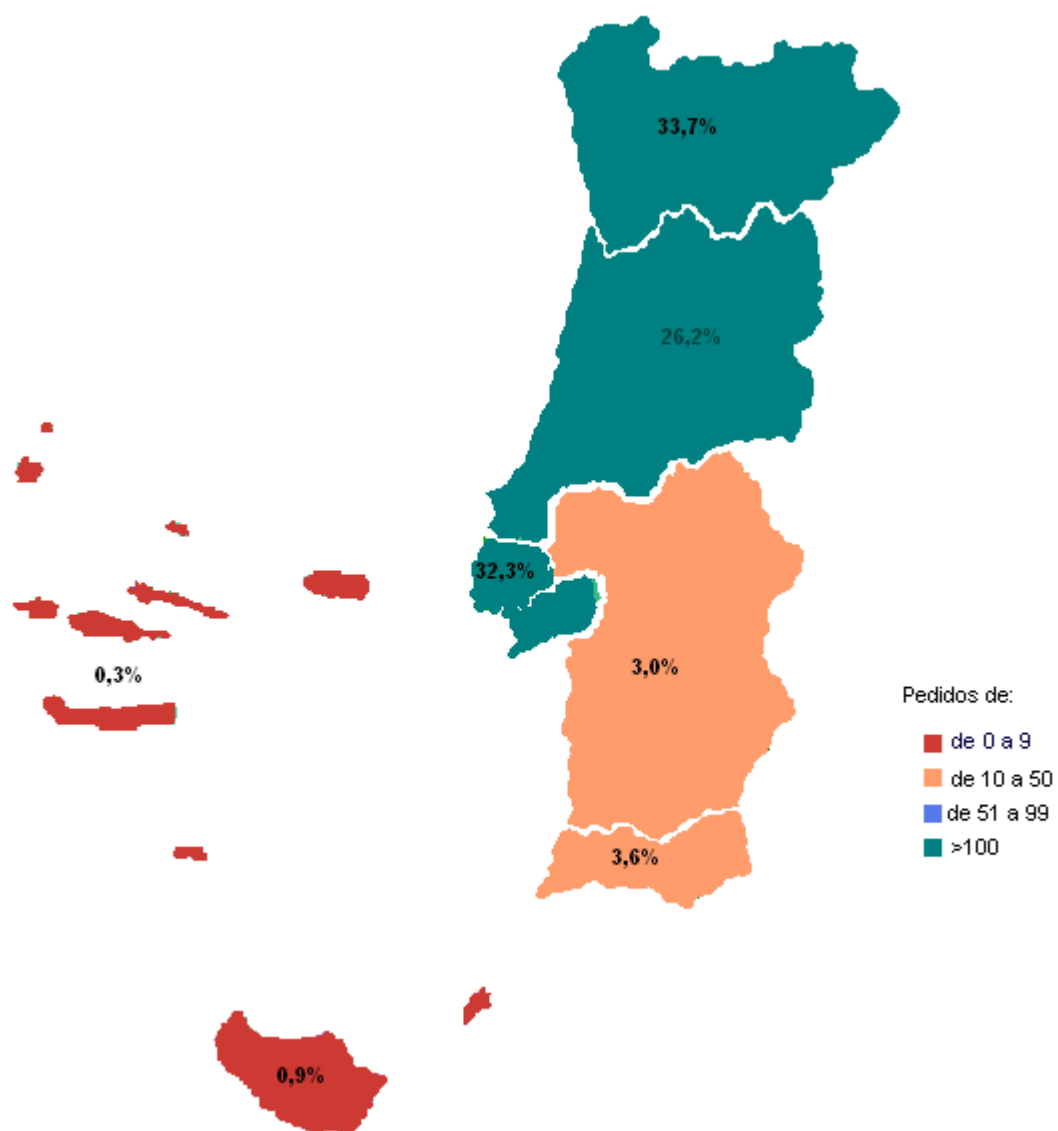 33,7%
26,2%
32,3%
0,3%
3,0%
Pedidos de:
de 0 a 9
de 10 a 50
de 51 a 99
>100
3,6%
0,9%